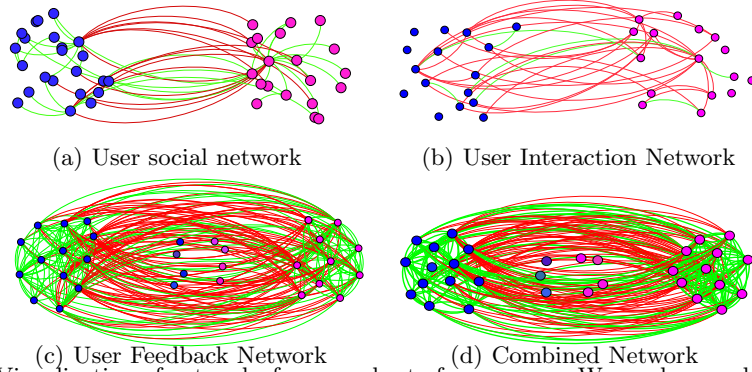 (a) User social network
(b) User Interaction Network
(c) User Feedback Network
(d) Combined Network